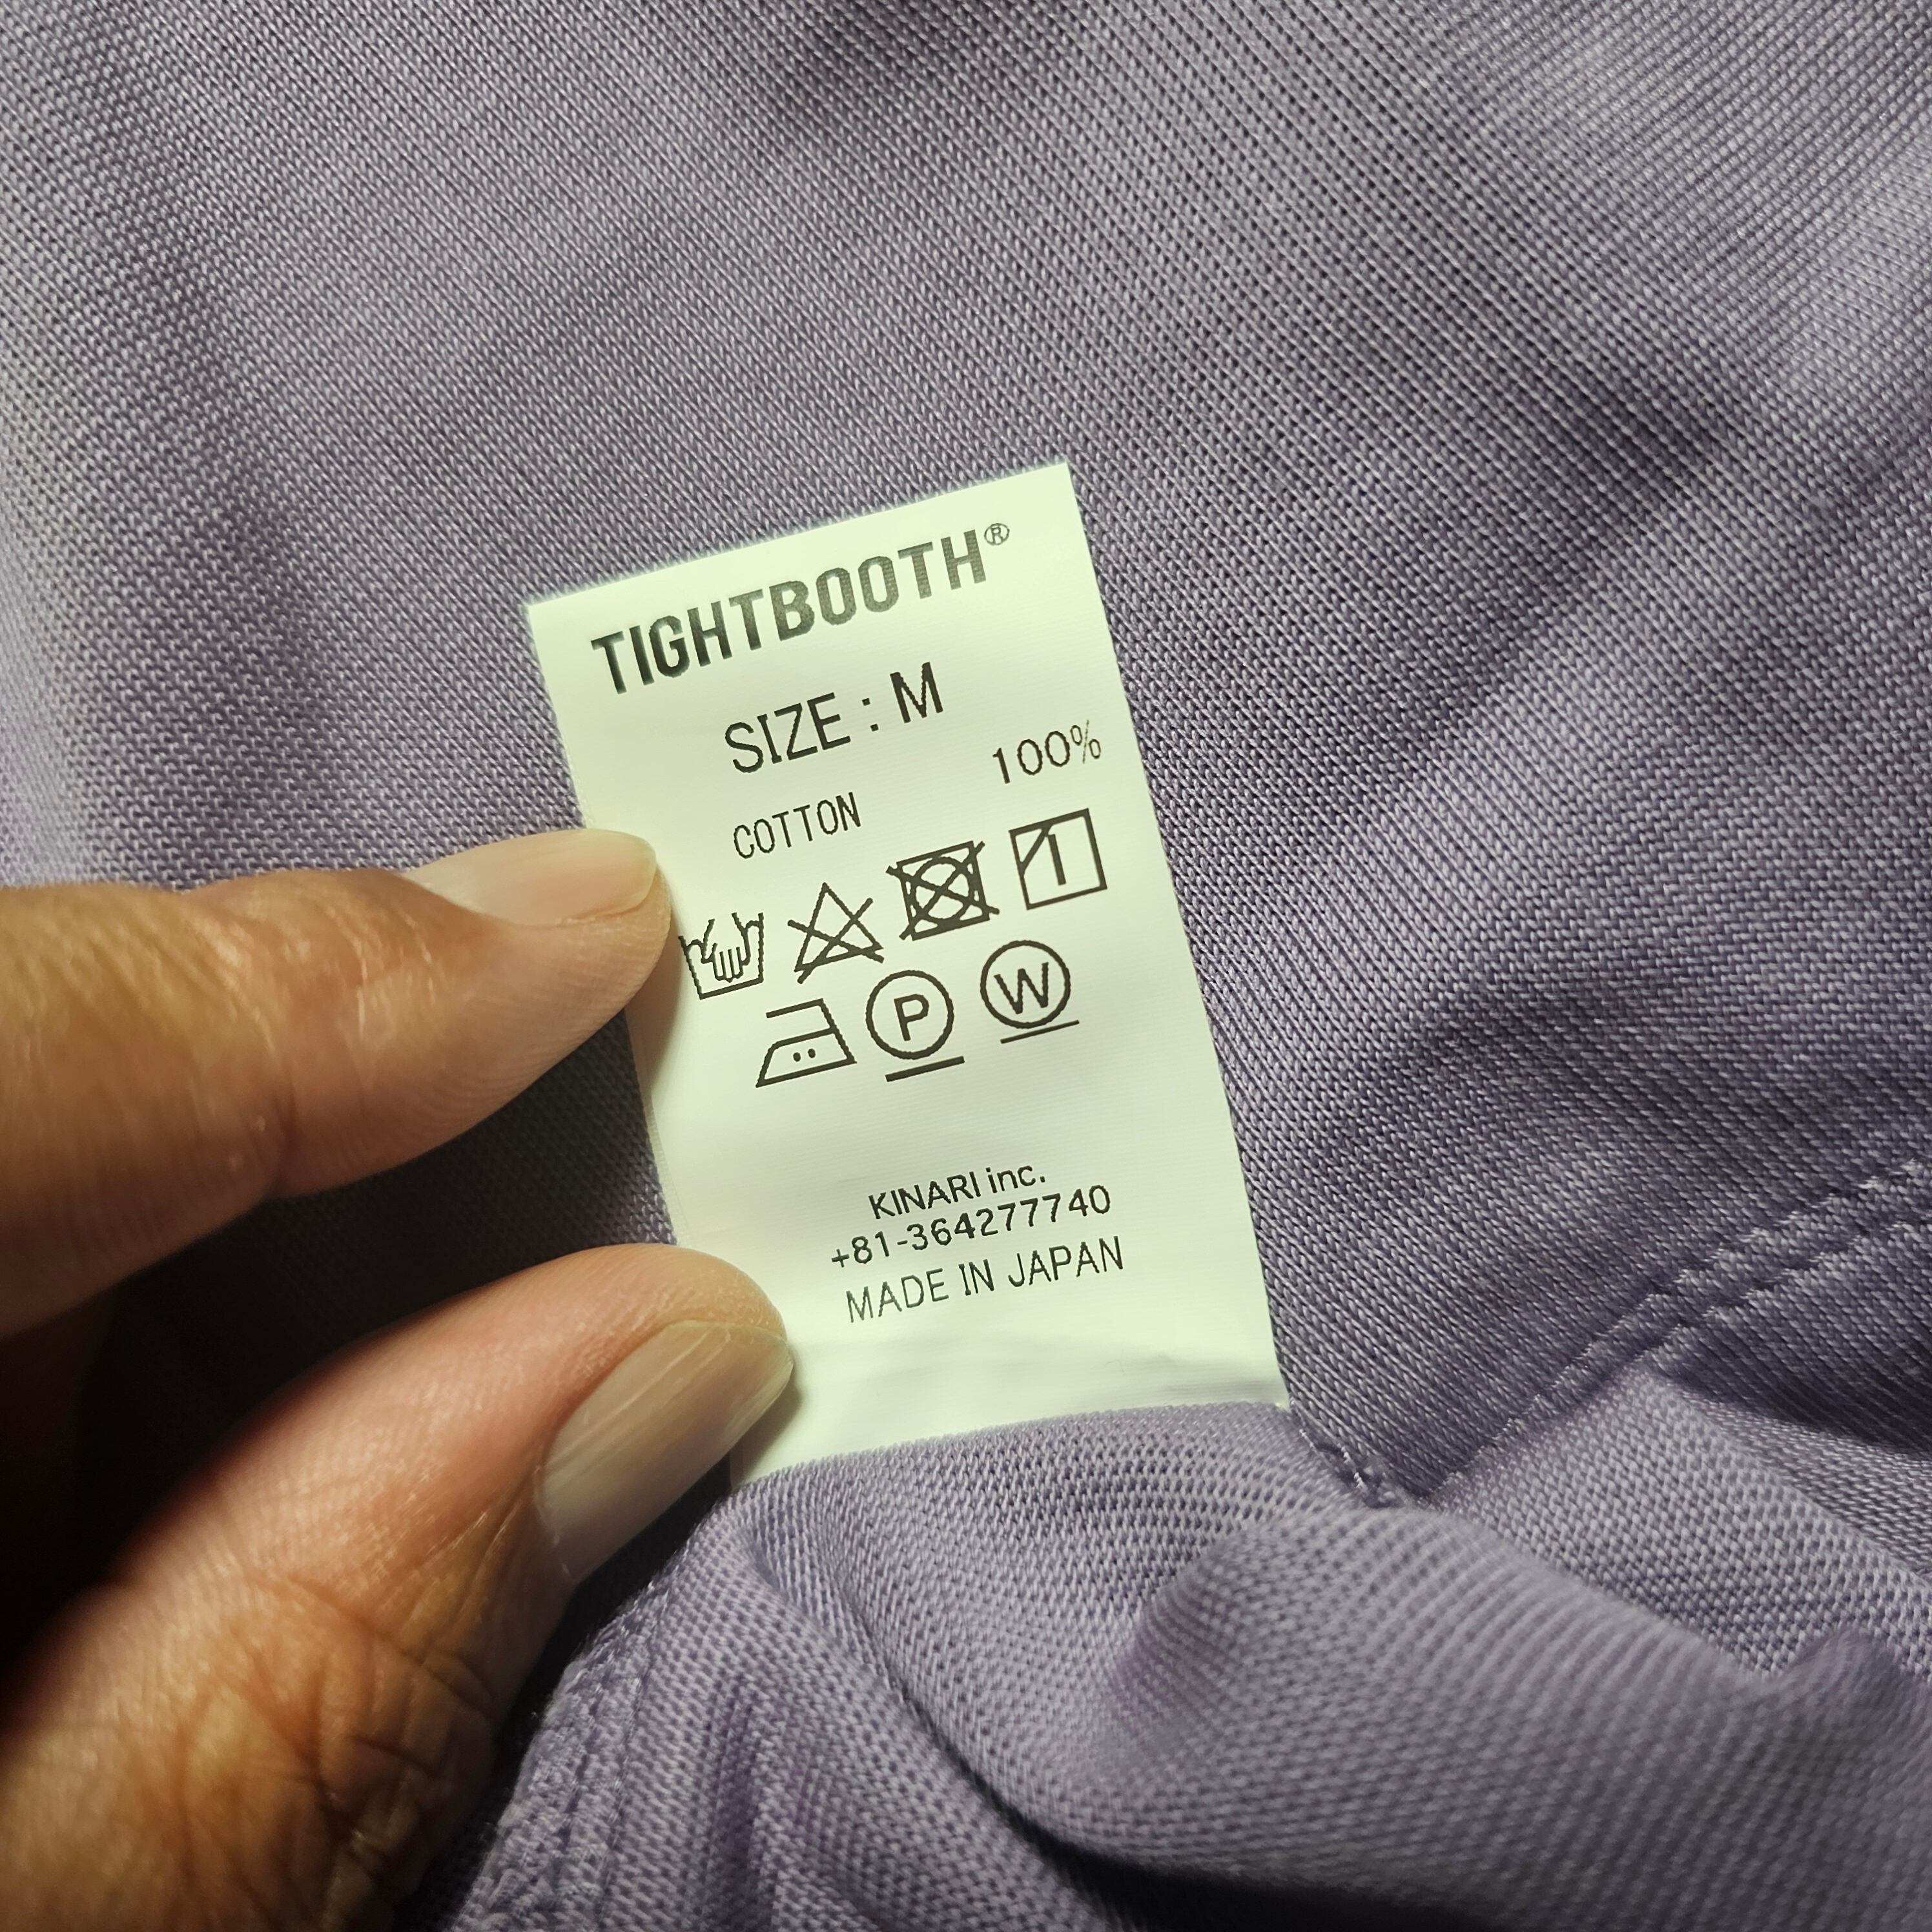 TIGHTBOOTH®
SIZE : M
COTTON 100%
P W
KINARI inc.
+81-364277740
MADE IN JAPAN